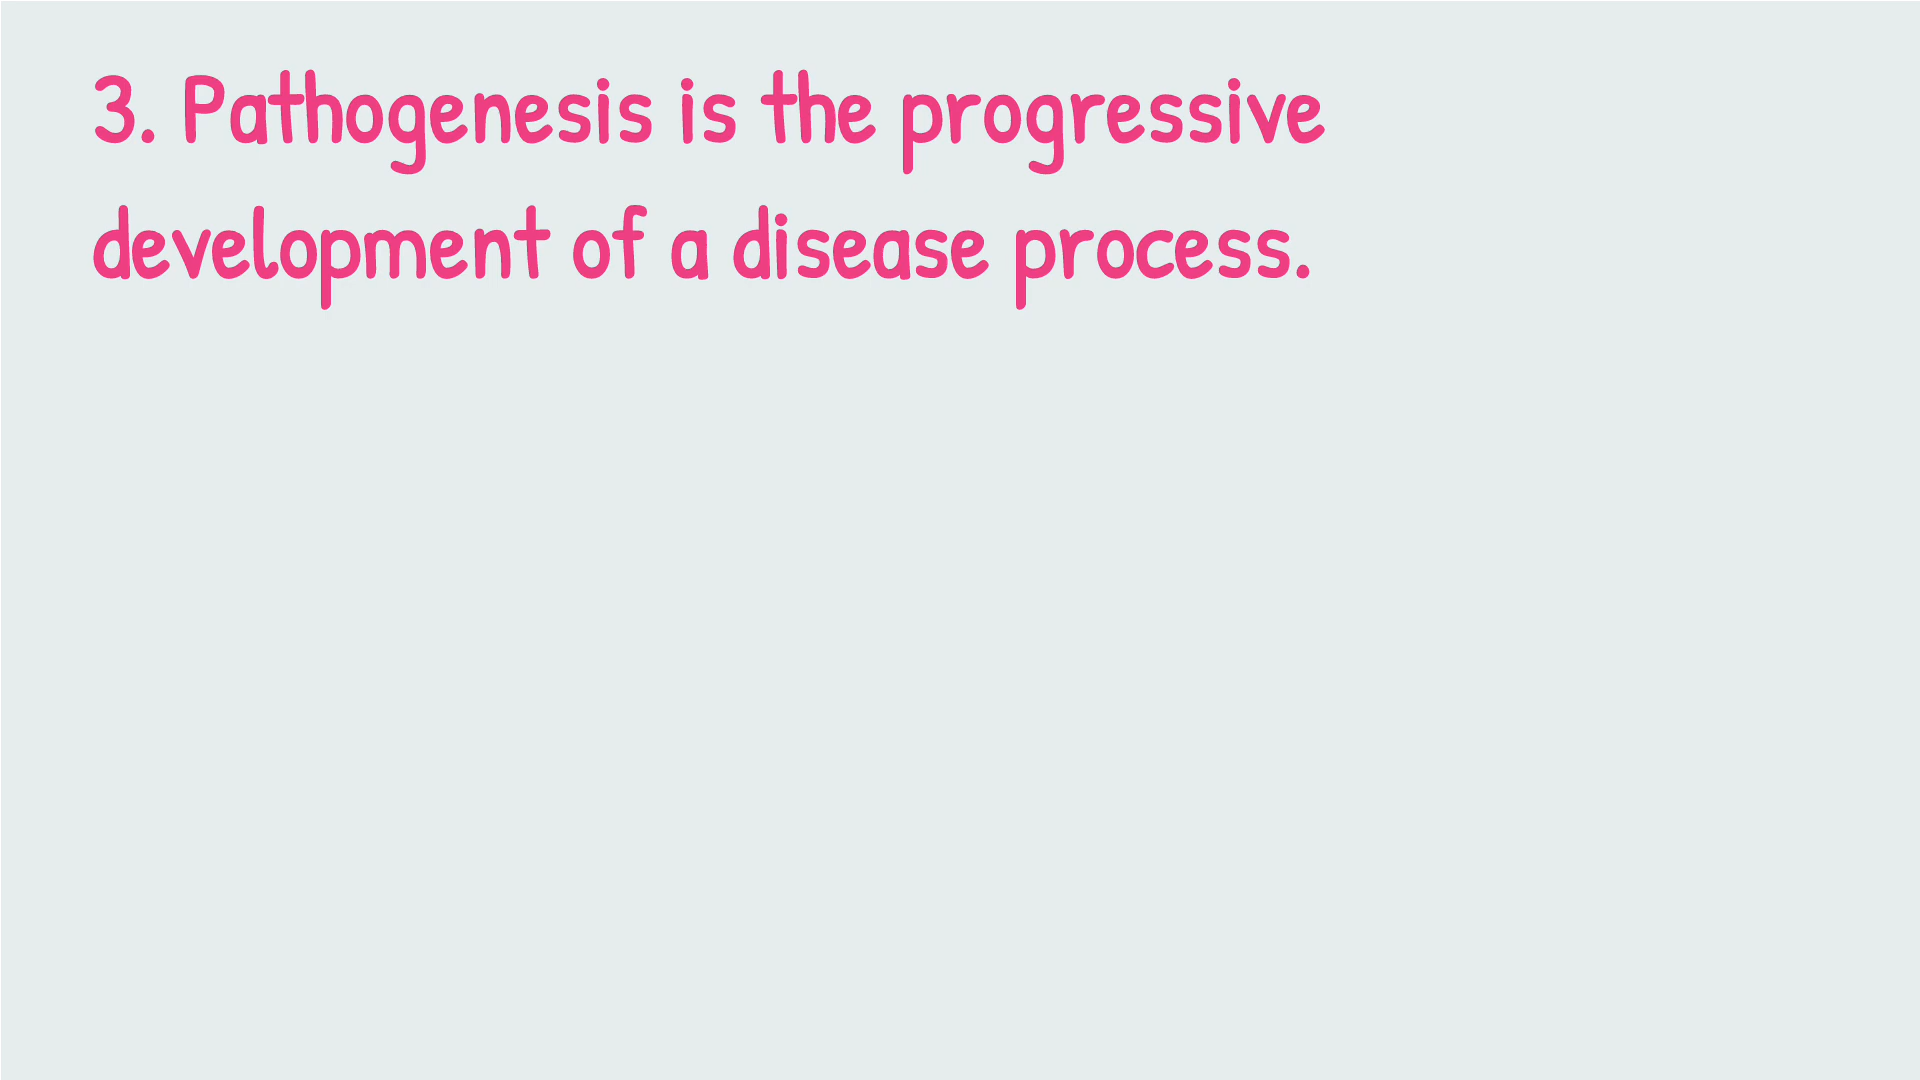 3. Pathogenesis is the progressive
development of a disease process.